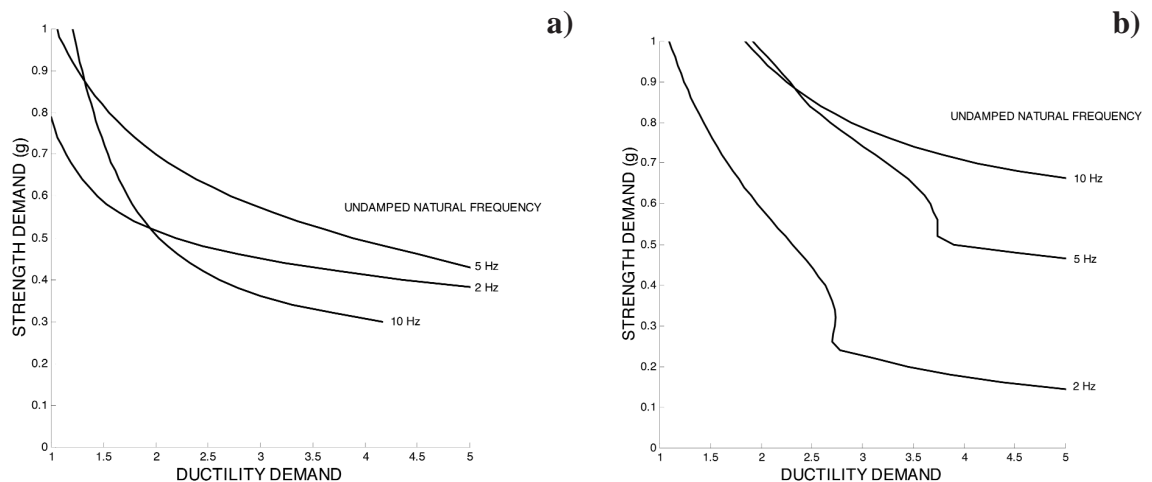 a)
1
0.9
0.8
0.7
0.6
0.5
0.4
0.3
0.2
0.1
0
STRENGTH DEMAND (g)
UNDAMPED NATURAL FREQUENCY
5 Hz
2 Hz
10 Hz
1 1.5 2 2.5 3 3.5 4 4.5 5
DUCTILITY DEMAND
b)
1
0.9
0.8
0.7
0.6
0.5
0.4
0.3
0.2
0.1
0
STRENGTH DEMAND (g)
UNDAMPED NATURAL FREQUENCY
10 Hz
5 Hz
2 Hz
1 1.5 2 2.5 3 3.5 4 4.5 5
DUCTILITY DEMAND